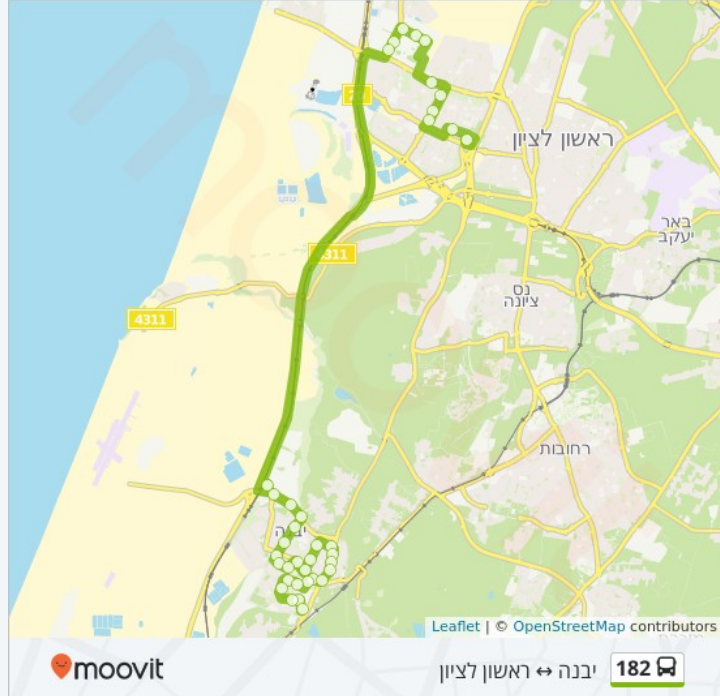 ראשון לציון
באר
יעקב
4311
נס
ציונה
4311
רחובות
Leaflet | © OpenStreetMap contributors
moovit
יבנה ↔ ראשון לציון
182